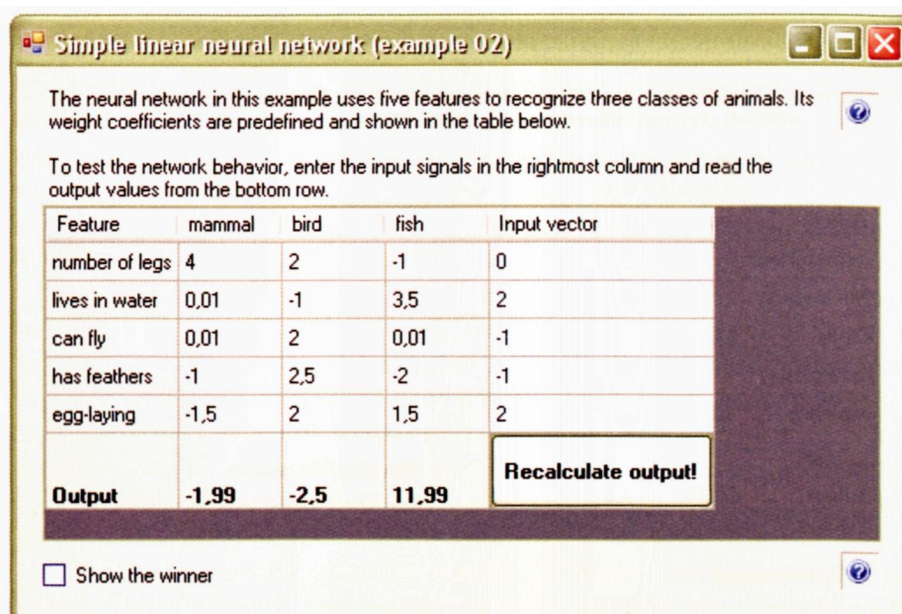 Simple linear neural network (example 02)
The neural network in this example uses five features to recognize three classes of animals. Its
weight coefficients are predefined and shown in the table below.
To test the network behavior, enter the input signals in the rightmost column and read the
output values from the bottom row.
Feature mammal bird fish Input vector
number of legs 4 2 -1 0
lives in water 0,01 -1 3,5 2
can fly 0,01 2 0,01 -1
has feathers -1 2,5 -2 -1
egg-laying -1,5 2 1,5 2
Recalculate output!
Output -1,99 -2,5 11,99
Show the winner